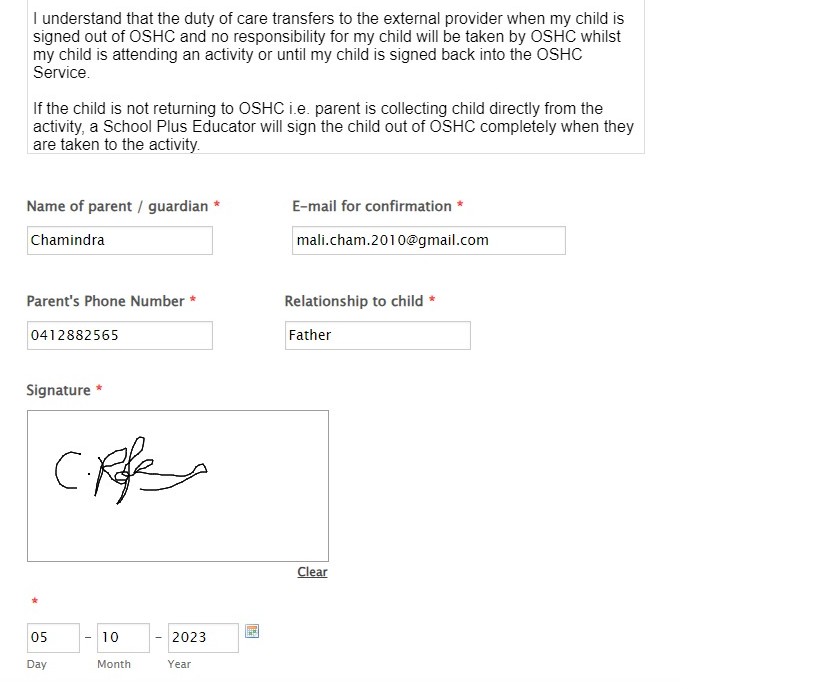 I understand that the duty of care transfers to the external provider when my child is
signed out of OSHC and no responsibility for my child will be taken by OSHC whilst
my child is attending an activity or until my child is signed back into the OSHC
Service.
If the child is not returning to OSHC i.e. parent is collecting child directly from the
activity, a School Plus Educator will sign the child out of OSHC completely when they
are taken to the activity.
Name of parent / guardian * E-mail for confirmation *
Chamindra mali.cham.2010@gmail.com
Parent's Phone Number * Relationship to child *
0412882565 Father
Signature *
Clear
*
05 - 10 - 2023
Day Month Year